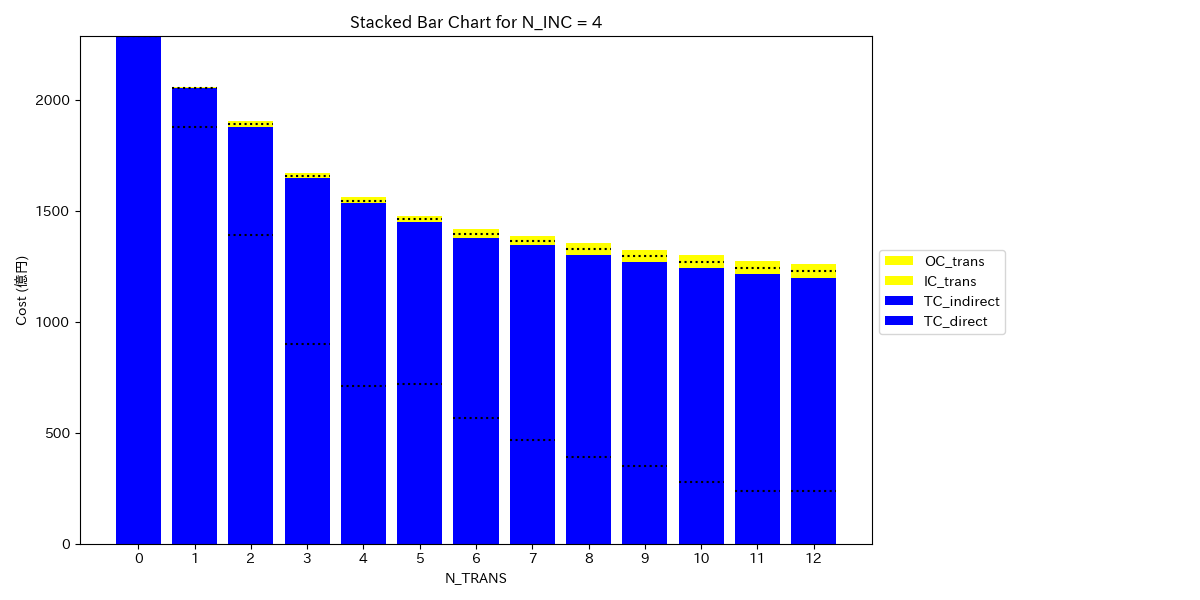 Stacked Bar Chart for N_INC = 4
Cost (億円)
2000
1500
1000
500
0
0 1 2 3 4 5 6 7 8 9 10 11 12
N_TRANS
OC_trans
IC_trans
TC_indirect
TC_direct